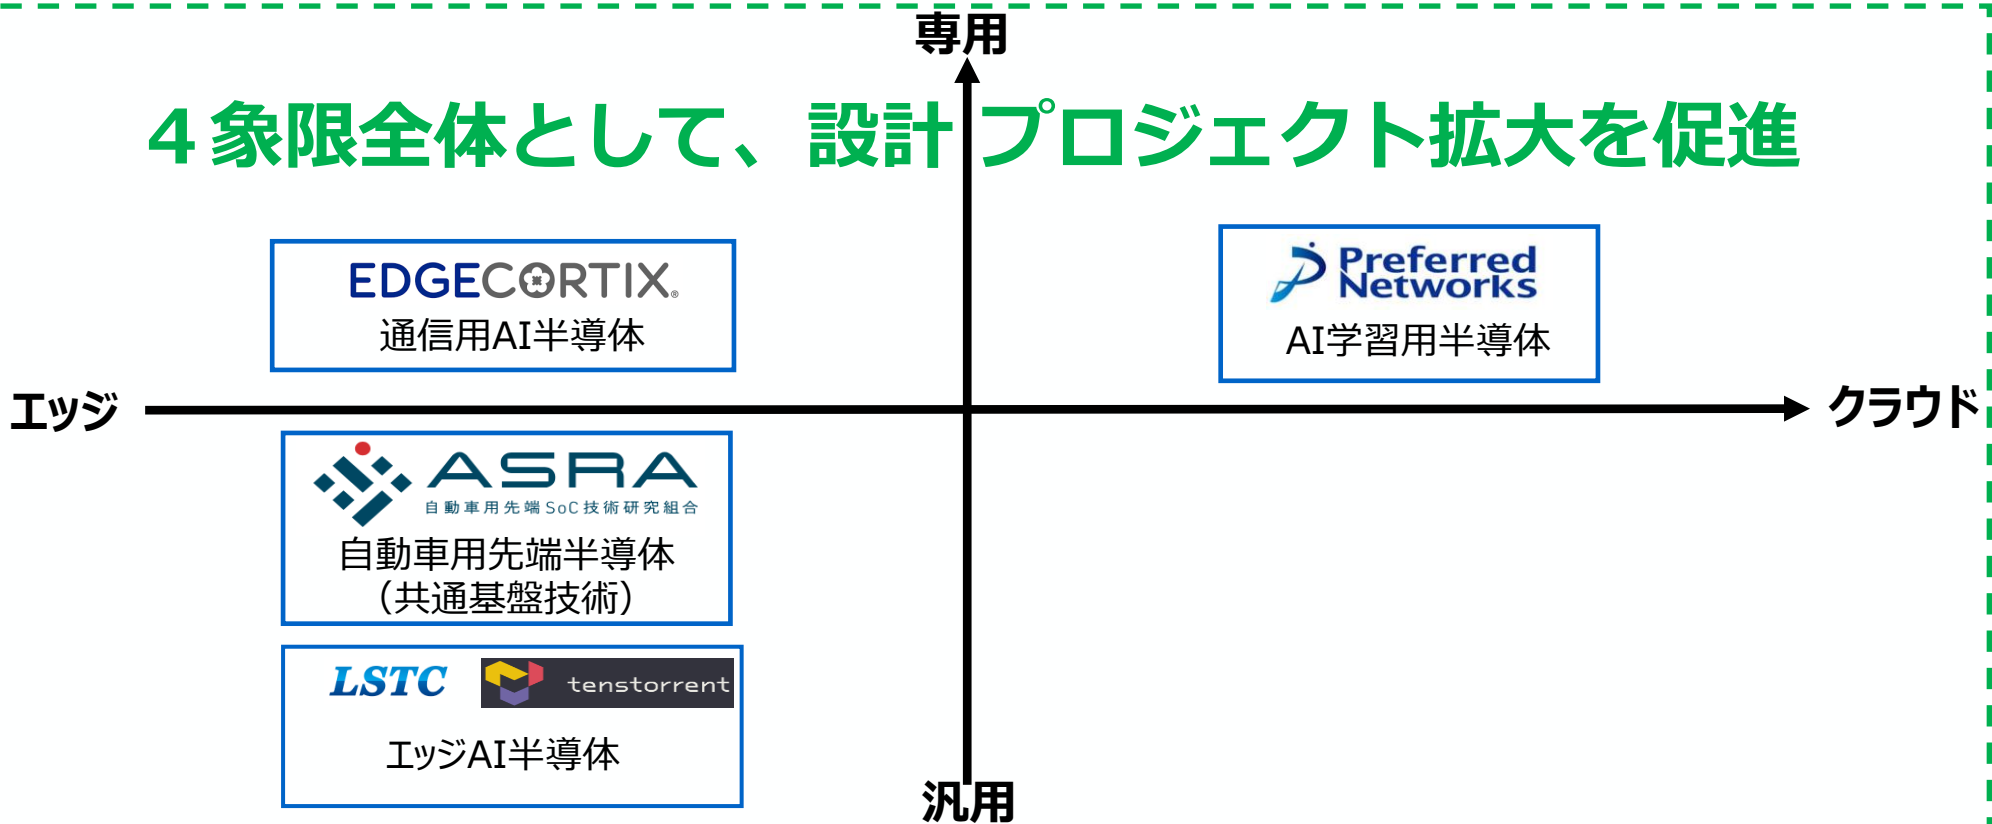 専用
４象限全体として、設計プロジェクト拡大を促進
EDGECORTIX®
通信用AI半導体
Preferred
Networks
AI学習用半導体
エッジ
クラウド
ASRA
自動車用先端SoC技術研究組合
自動車用先端半導体
（共通基盤技術）
LSTC tenstorrent
エッジAI半導体
汎用